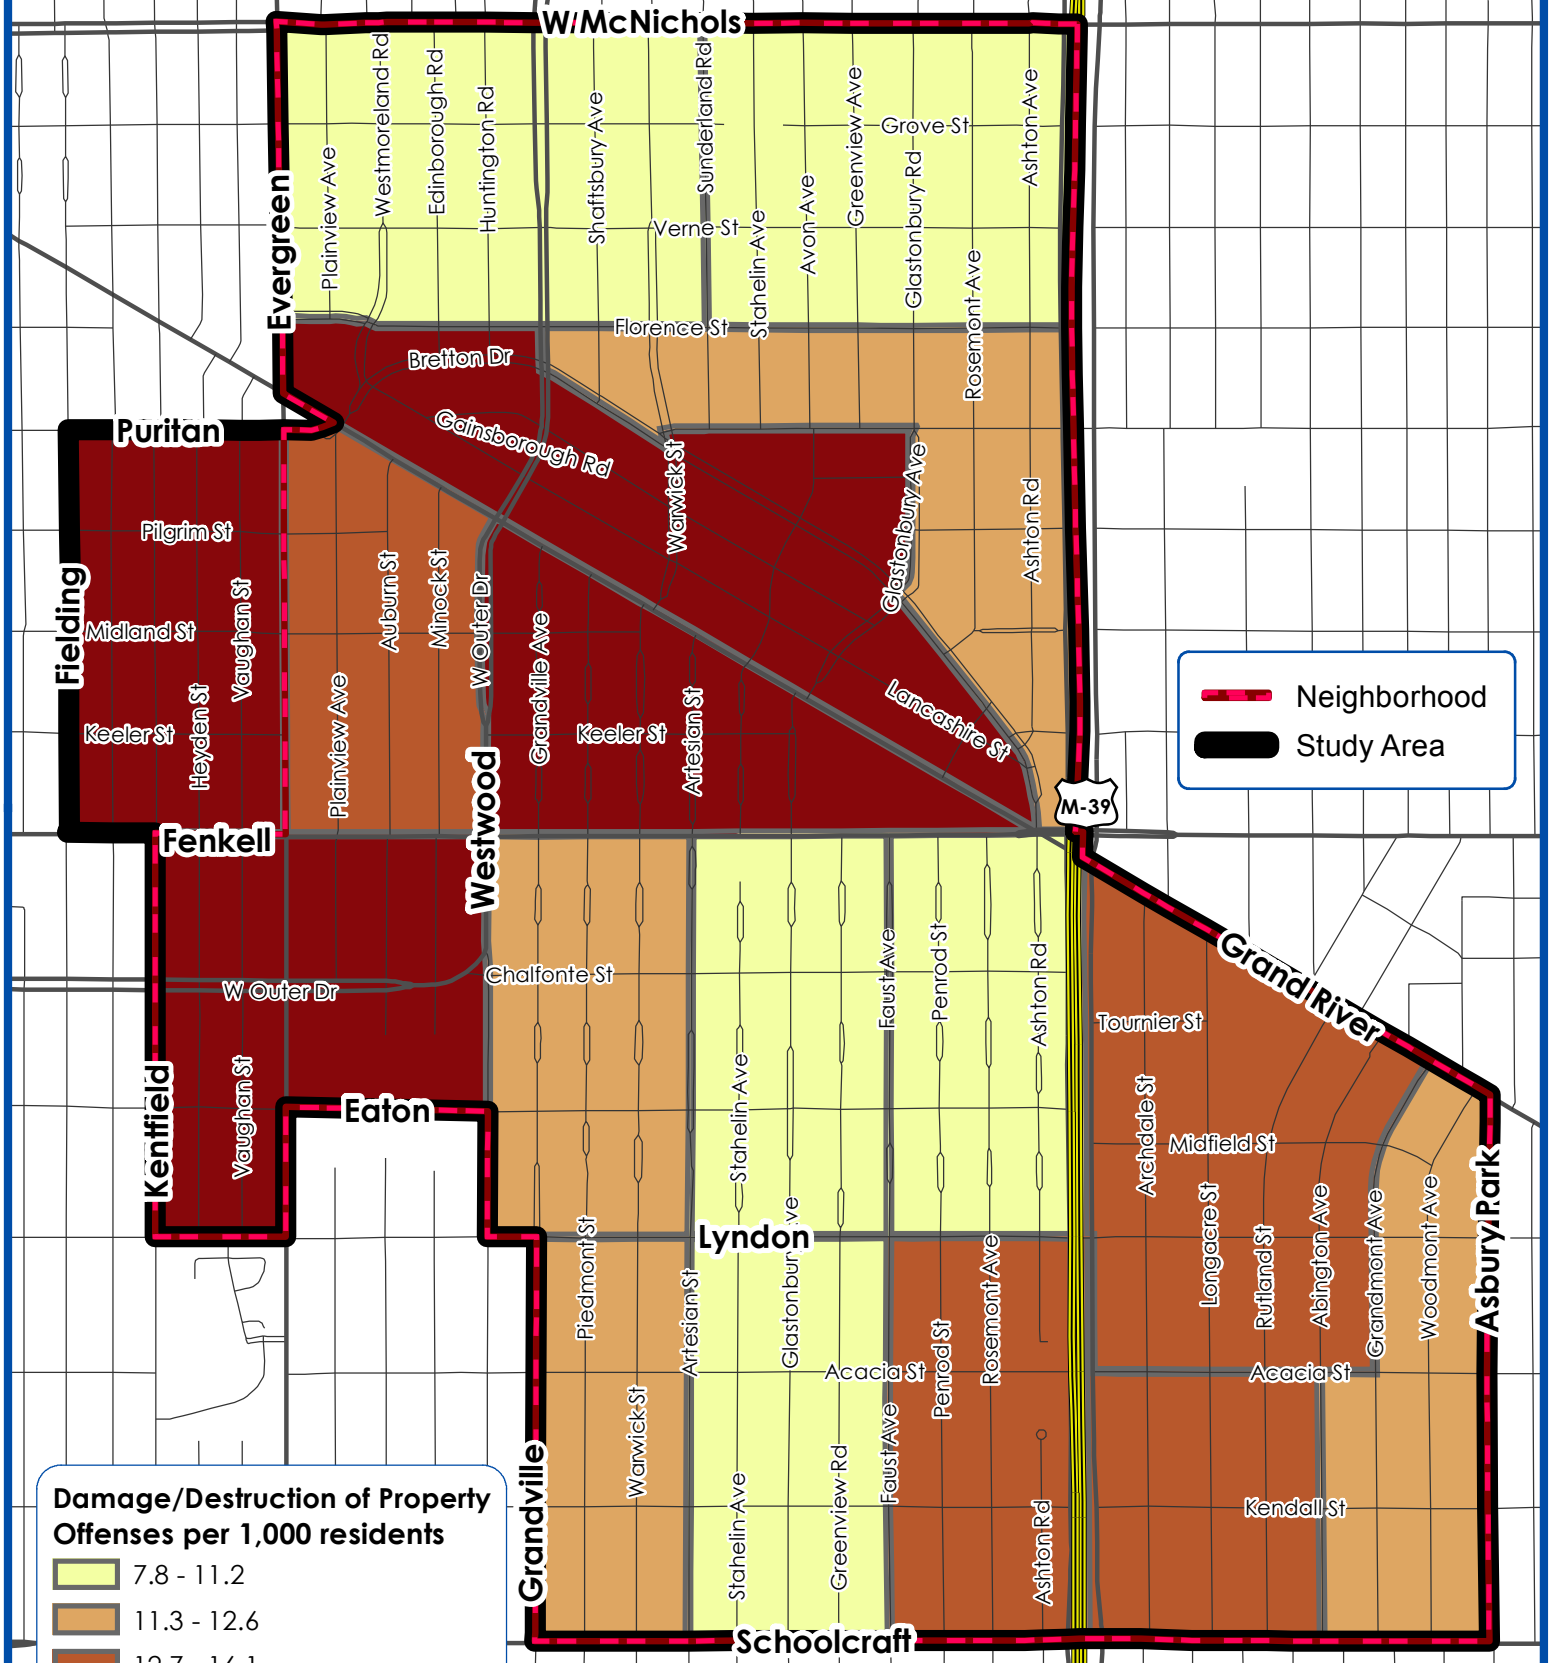 W McNichols
Westmoreland Rd
Edinborough Rd
Huntington Rd
Shaftsbury Ave
Sunderland Rd
Greenview Ave
Grove St
Ashton Ave
Plainview Ave
Glastonbury Rd
Evergreen
Verne St
Stahelin Ave
Avon Ave
Rosemont Ave
Florence St
Bretton Dr
Puritan
Gainsborough Rd
Warwick St
Glastonbury Ave
Ashton Rd
Pilgrim St
Fielding
Midland St
Vaughan St
Auburn St
Minock St
W Outer Dr
Grandville Ave
Keeler St
Heyden St
Plainview Ave
Keeler St
Artesian St
Lancashire St
Neighborhood
Study Area
M-39
Fenkell
Westwood
W Outer Dr
Chalfonte St
Faust Ave
Penrod St
Ashton Rd
Grand River
Tournier St
Kentfield
Vaughan St
Eaton
Stahelin Ave
Archdale St
Midfield St
Lyndon
Piedmont St
Artesian St
Glastonbury Ave
Rosemont Ave
Longacre St
Rutland St
Abington Ave
Grandmont Ave
Woodmont Ave
Asbury Park
Acacia St
Penrod St
Acacia St
Warwick St
Grandville
Stahelin Ave
Greenview Rd
Faust Ave
Ashton Rd
Kendall St
Schoolcraft
Damage/Destruction of Property
Offenses per 1,000 residents
7.8 - 11.2
11.3 - 12.6
12.7 - 16.1